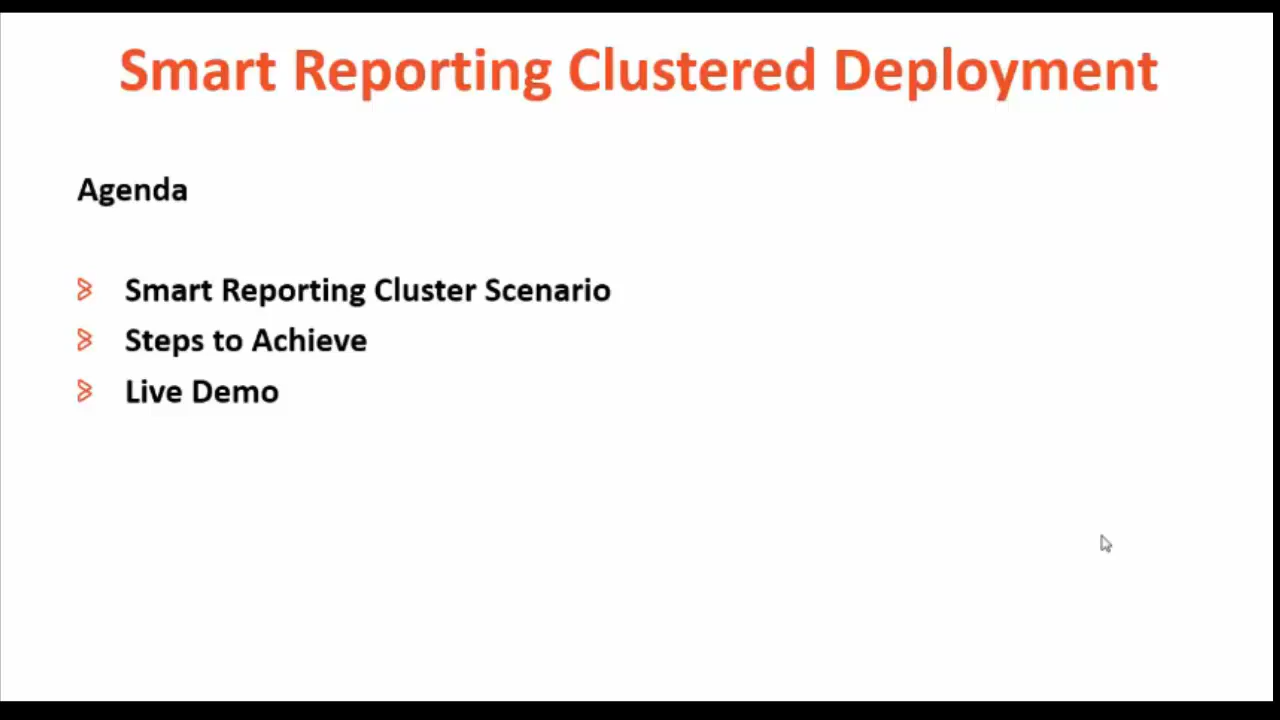 Smart Reporting Clustered Deployment
Agenda
Smart Reporting Cluster Scenario
Steps to Achieve
Live Demo